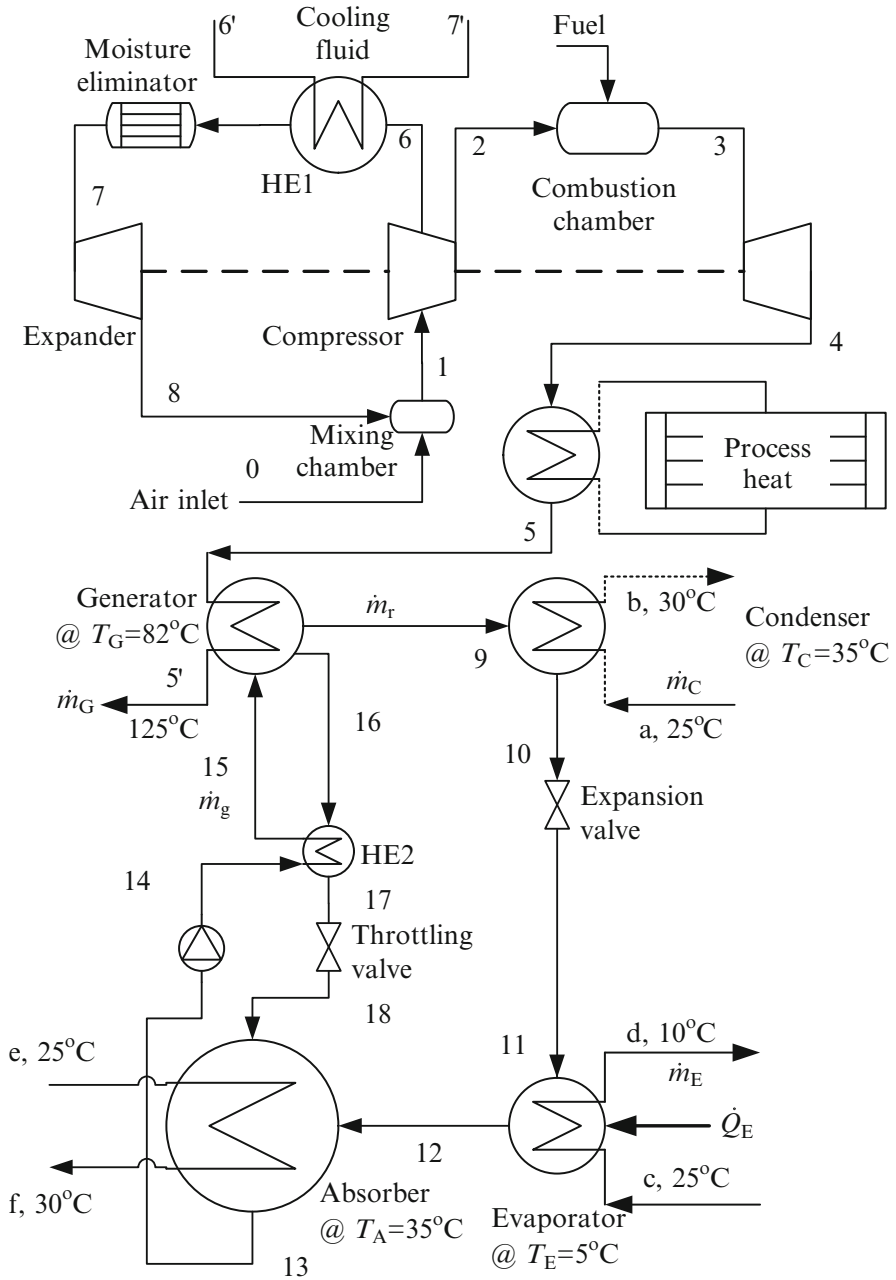 6'
Cooling
fluid
7'
Fuel
Moisture
eliminator
6
2
3
HE1
Combustion
chamber
7
Expander
Compressor
1
4
8
Mixing
chamber
0
Air inlet
Process
heat
5
Generator
@ T_G=82°C
ṁ_r
b, 30°C
Condenser
@ T_C=35°C
9
5'
ṁ_G
125°C
ṁ_C
a, 25°C
16
10
15
ṁ_g
Expansion
valve
HE2
14
17
Throttling
valve
18
11
d, 10°C
ṁ_E
e, 25°C
Q̇_E
12
c, 25°C
f, 30°C
Absorber
@ T_A=35°C
Evaporator
@ T_E=5°C
13